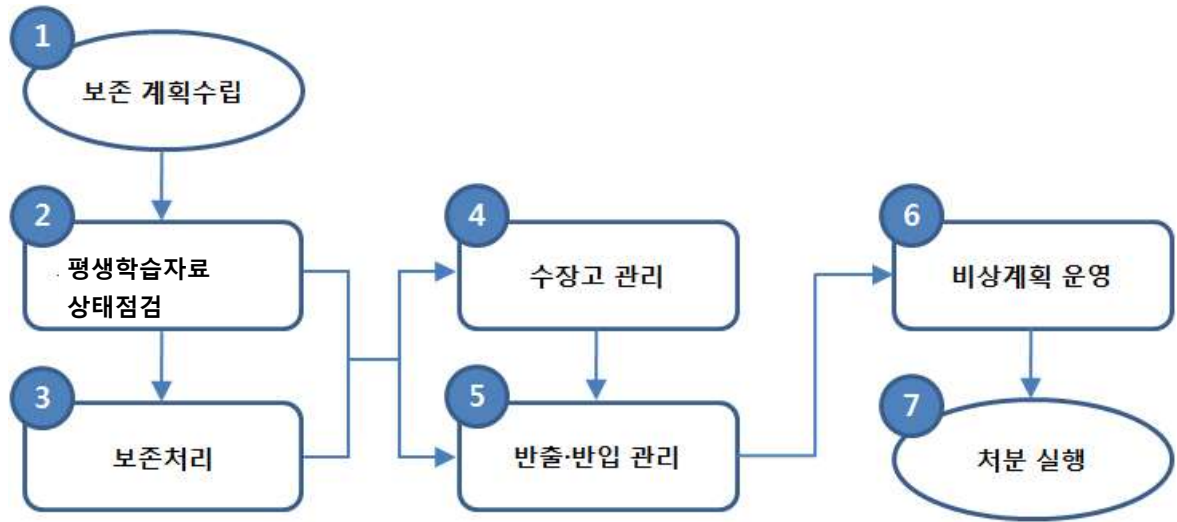 1
보존 계획수립
2
. 평생학습자료
상태점검
3
보존처리
4
수장고 관리
5
반출·반입 관리
6
비상계획 운영
7
처분 실행